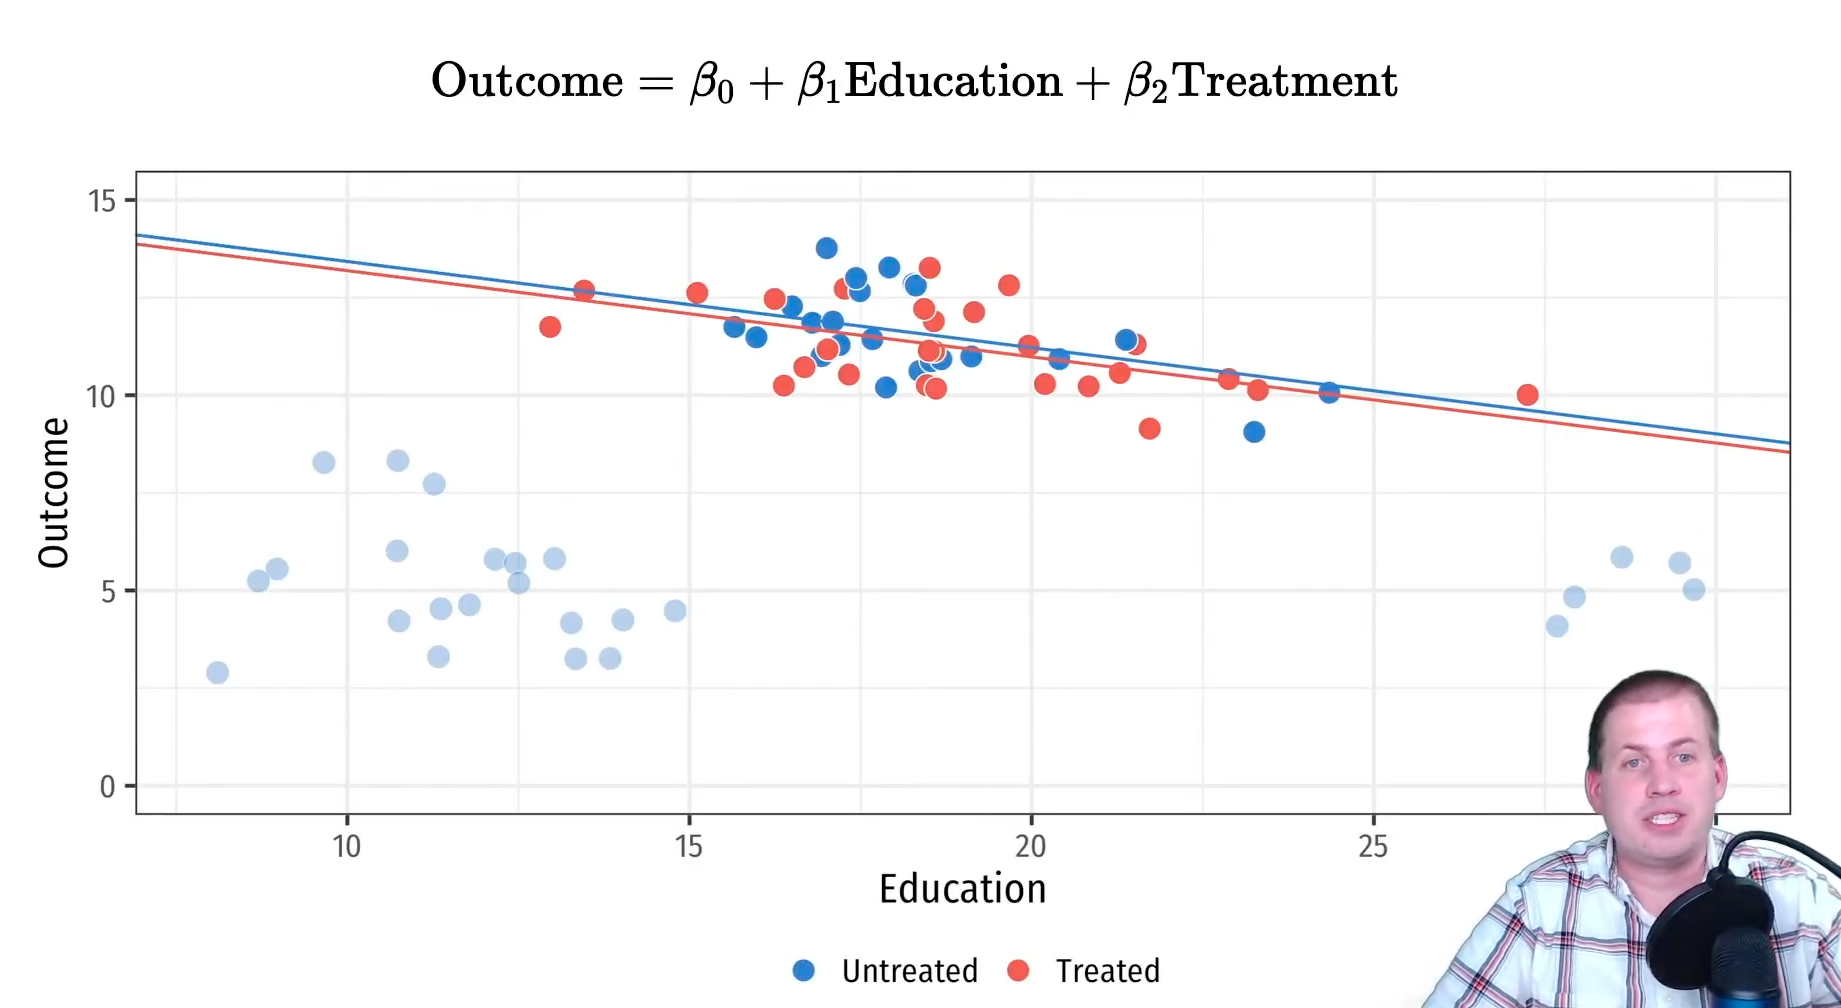 Outcome = β₀ + β₁Education + β₂Treatment
15
10
5
0
Outcome
10 15 20 25
Education
Untreated Treated